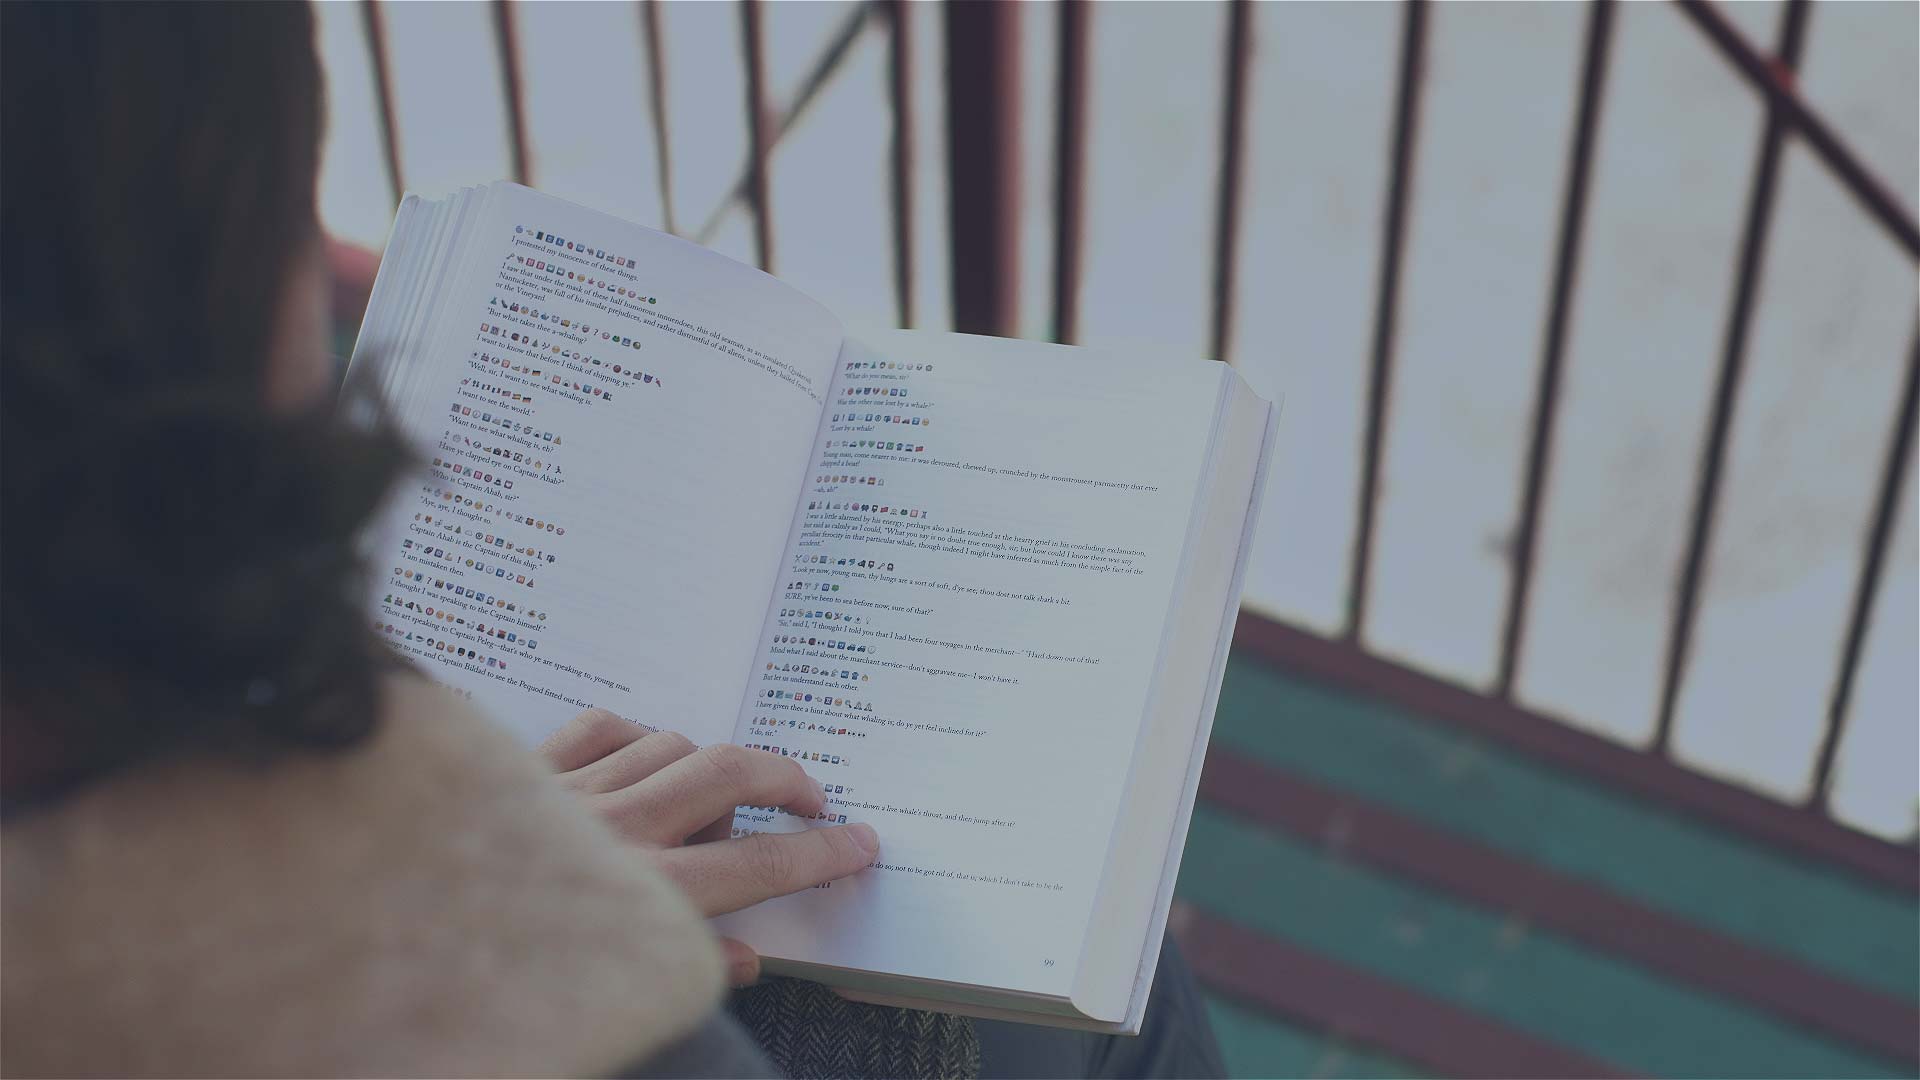 I protested my innocence of these things.
I saw that under the mask of these half humorous innuendoes, this old seaman, as an insulated Quakerish
Nantucketer, was full of his insular prejudices, and rather distrustful of all aliens, unless they hailed from Cape
or the Vineyard.
"But what takes thee a-whaling?
I want to know that before I think of shipping ye."
"Well, sir, I want to see what whaling is.
I want to see the world."
"Want to see what whaling is, eh?
Have ye clapped eye on Captain Ahab?"
"Who is Captain Ahab, sir?"
"Aye, aye, I thought so.
Captain Ahab is the Captain of this ship."
"I am mistaken then.
I thought I was speaking to the Captain himself."
"Thou art speaking to Captain Peleg--that's who ye are speaking to, young man.
to me and Captain Bildad to see the Pequod fitted out for
"What do you mean, sir?
Was the other one lost by a whale?"
"Lost by a whale!
Young man, come nearer to me: it was devoured, chewed up, crunched by the monstrousest parmacetty that ever
chipped a boat!
--ah, ah!"
I was a little alarmed by his energy, perhaps also a little touched at the hearty grief in his concluding exclamation,
but said as calmly as I could, "What you say is no doubt true enough, sir; but how could I know there was any
peculiar ferocity in that particular whale, though indeed I might have inferred as much from the simple fact of the
accident."
"Look ye now, young man, thy lungs are a sort of soft, d'ye see; thou dost not talk shark a bit.
SURE, ye've been to sea before now; sure of that?"
"Sir," said I, "I thought I told you that I had been four voyages in the merchant--" "Hard down out of that!
Mind what I said about the merchant service--don't aggravate me--I won't have it.
But let us understand each other.
I have given thee a hint about what whaling is; do ye yet feel inclined for it?"
"I do, sir."
a harpoon down a live whale's throat, and then jump after it?
quick!"
to do so; not to be got rid of, that is; which I don't take to be the
99